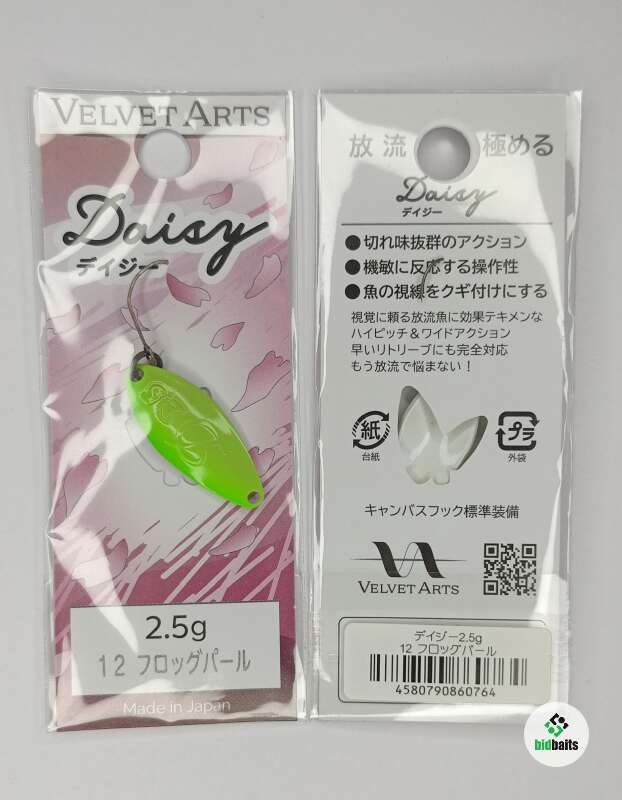 VELVET ARTS
Daisy
デイジー
2.5g
12 フロッグパール
Made in Japan
放流 極める
Daisy
デイジー
●切れ味抜群のアクション
●機敏に反応する操作性
●魚の視線をクギ付けにする
視覚に頼る放流魚に効果テキメンな
ハイピッチ&ワイドアクション
早いリトリーブにも完全対応
もう放流で悩まない!
紙
台紙
プラ
外袋
キャンバスフック標準装備
VELVET ARTS
デイジー2.5g
12 フロッグパール
4580790860764
bidbaits